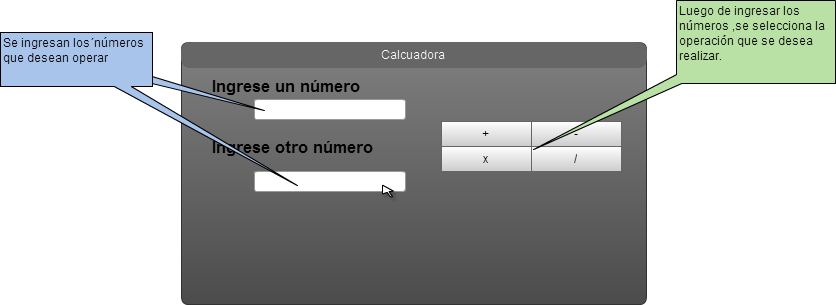 Luego de ingresar los
números ,se selecciona la
operación que se desea
realizar.
Se ingresan los´números
que desean operar
Calcuadora
Ingrese un número
Ingrese otro número
+ -
x /